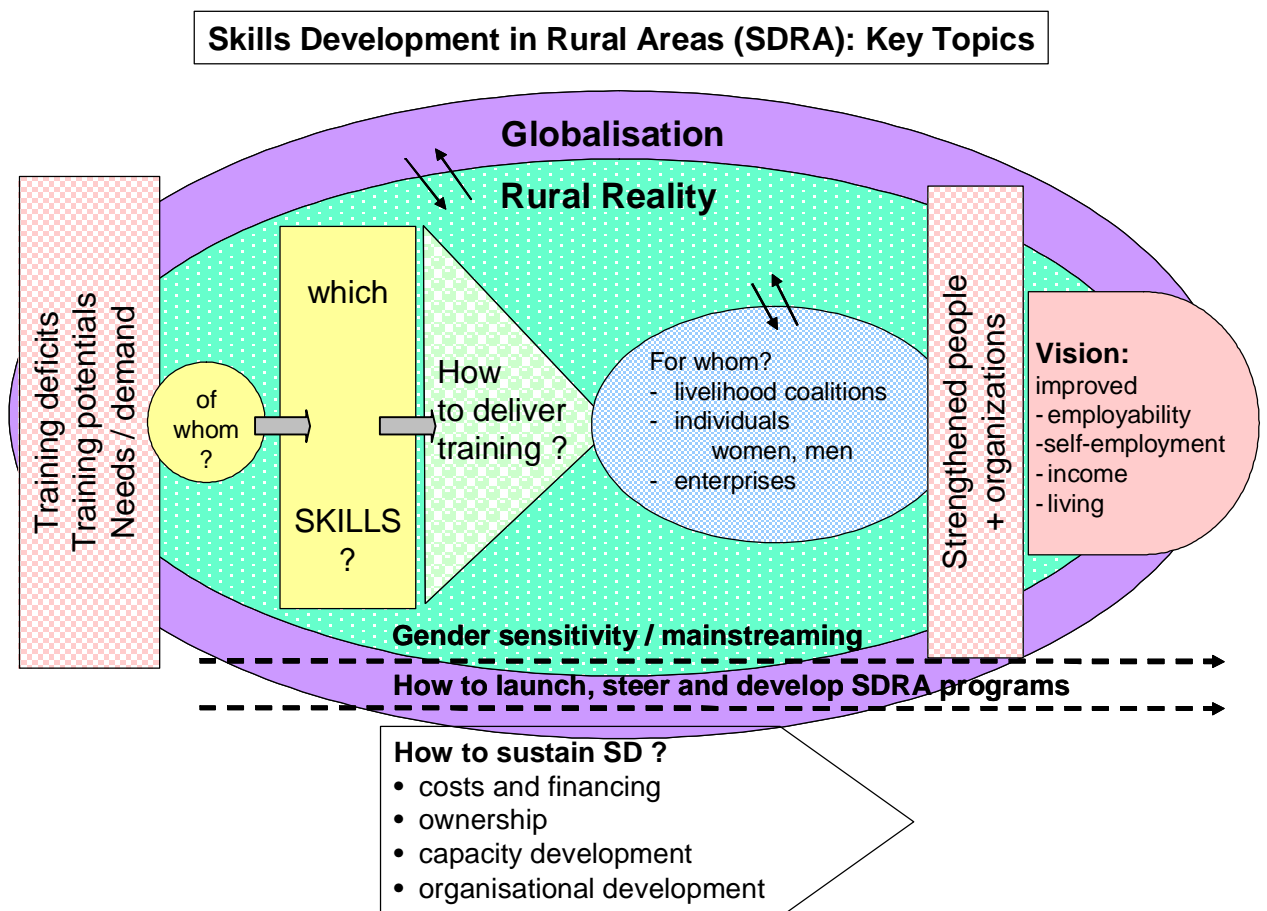 Skills Development in Rural Areas (SDRA): Key Topics
Globalisation
Rural Reality
Training deficits
Training potentials
Needs / demand
of
whom
?
which
SKILLS
?
How
to deliver
training ?
For whom?
- livelihood coalitions
- individuals
women, men
- enterprises
Strengthened people
+ organizations
Vision:
improved
- employability
-self-employment
- income
- living
Gender sensitivity / mainstreaming
How to launch, steer and develop SDRA programs
How to sustain SD ?
• costs and financing
• ownership
• capacity development
• organisational development